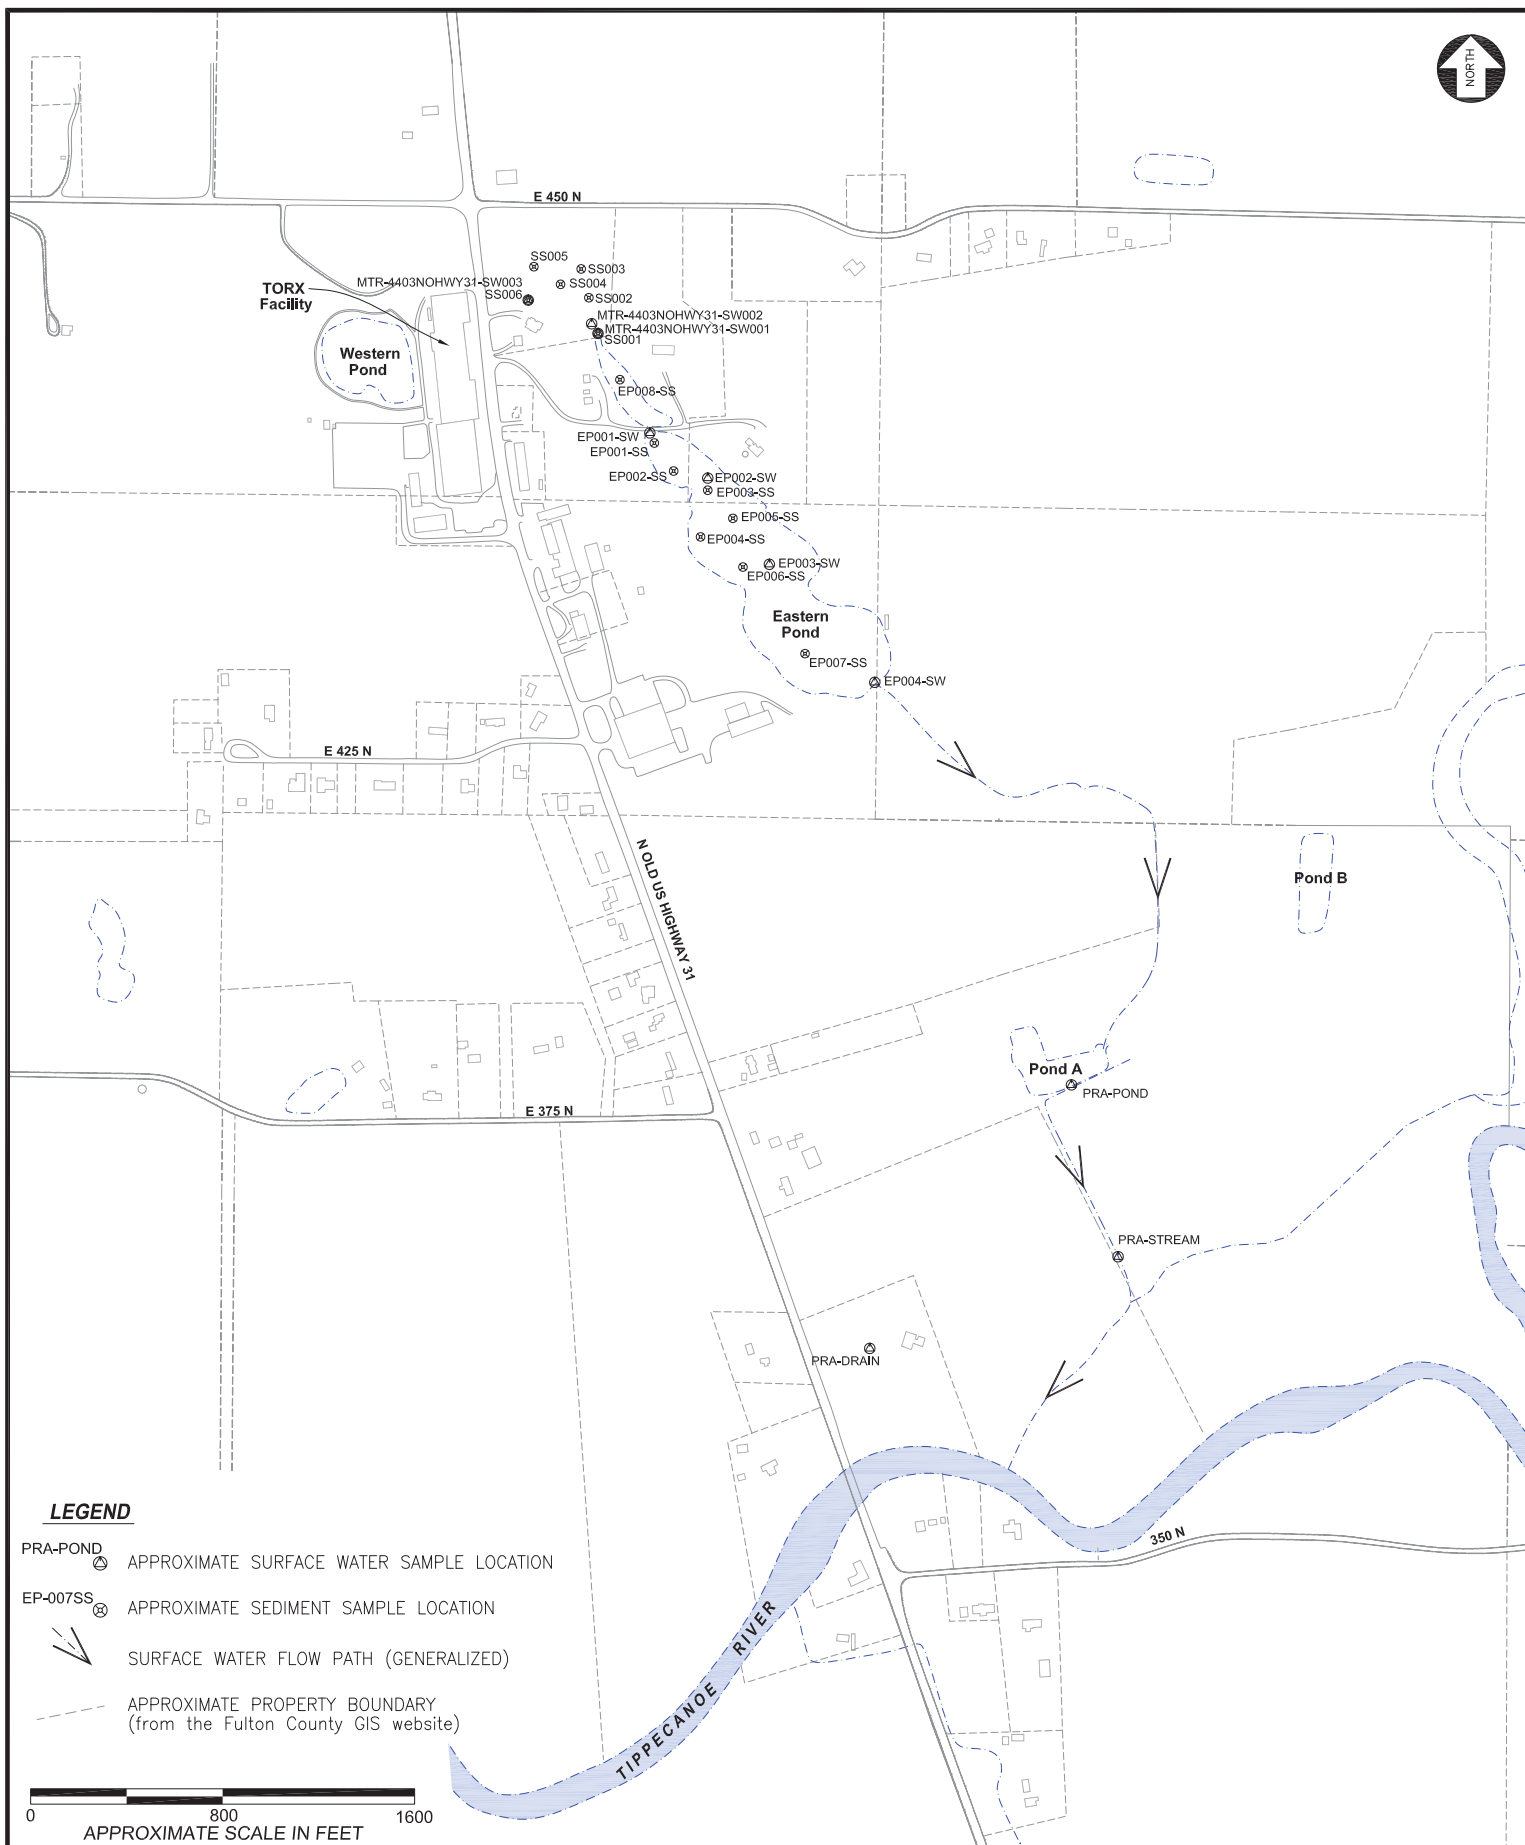 NORTH
E 450 N
SS005
SS003
MTR-4403NOHWY31-SW003
SS004
SS006
SS002
TORX
Facility
MTR-4403NOHWY31-SW002
MTR-4403NOHWY31-SW001
SS001
Western
Pond
EP008-SS
EP001-SW
EP001-SS
EP002-SS
EP002-SW
EP003-SS
EP005-SS
EP004-SS
EP003-SW
EP006-SS
Eastern
Pond
EP007-SS
EP004-SW
E 425 N
N OLD US HIGHWAY 31
Pond B
Pond A
PRA-POND
E 375 N
PRA-STREAM
PRA-DRAIN
350 N
TIPPECANOE RIVER
LEGEND
PRA-POND
APPROXIMATE SURFACE WATER SAMPLE LOCATION
EP-007SS
APPROXIMATE SEDIMENT SAMPLE LOCATION
SURFACE WATER FLOW PATH (GENERALIZED)
APPROXIMATE PROPERTY BOUNDARY
(from the Fulton County GIS website)
0 800 1600
APPROXIMATE SCALE IN FEET